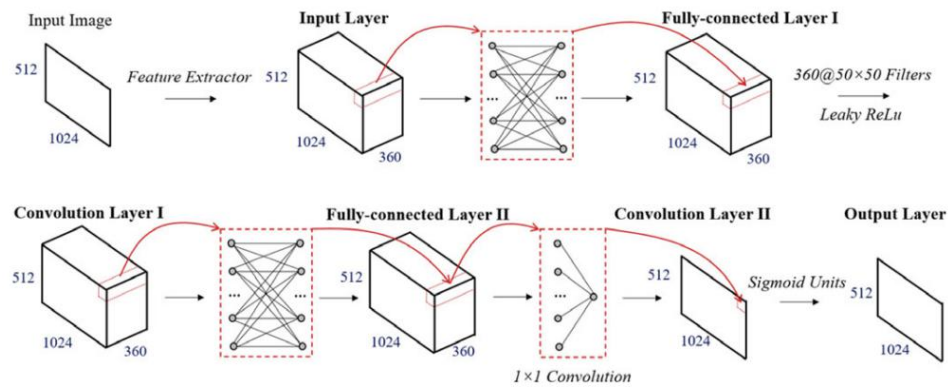 Input Image
Input Layer
Fully-connected Layer I
512
1024
Feature Extractor
512
1024
360
...
...
512
1024
360
360@50×50 Filters
Leaky ReLu
Convolution Layer I
Fully-connected Layer II
Convolution Layer II
Output Layer
512
1024
360
...
...
512
1024
360
...
1×1 Convolution
512
1024
Sigmoid Units
512
1024